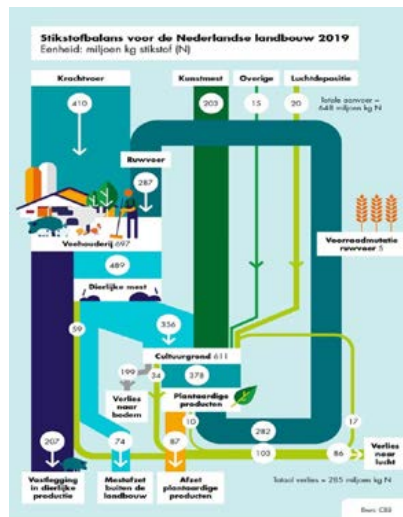 Stikstofbalans voor de Nederlandse landbouw 2019
Eenheid: miljoen kg stikstof (N)
Krachtvoer
Kunstmest
Overige
Luchtdepositie
410
203
15
20
Totale aanvoer =
648 miljoen kg N
Ruwvoer
287
Veehouderij 697
Voorraadmutatie
ruwvoer 5
489
Dierlijke mest
59
356
Cultuurgrond 611
199
34
378
Verlies
naar
bodem
Plantaardige
producten
10
282
17
207
74
87
103
86
Verlies
naar
lucht
Vastlegging
in dierlijke
productie
Mestafzet
buiten de
landbouw
Afzet
plantaardige
producten
Totaal verlies = 285 miljoen kg N
Bron: CBS